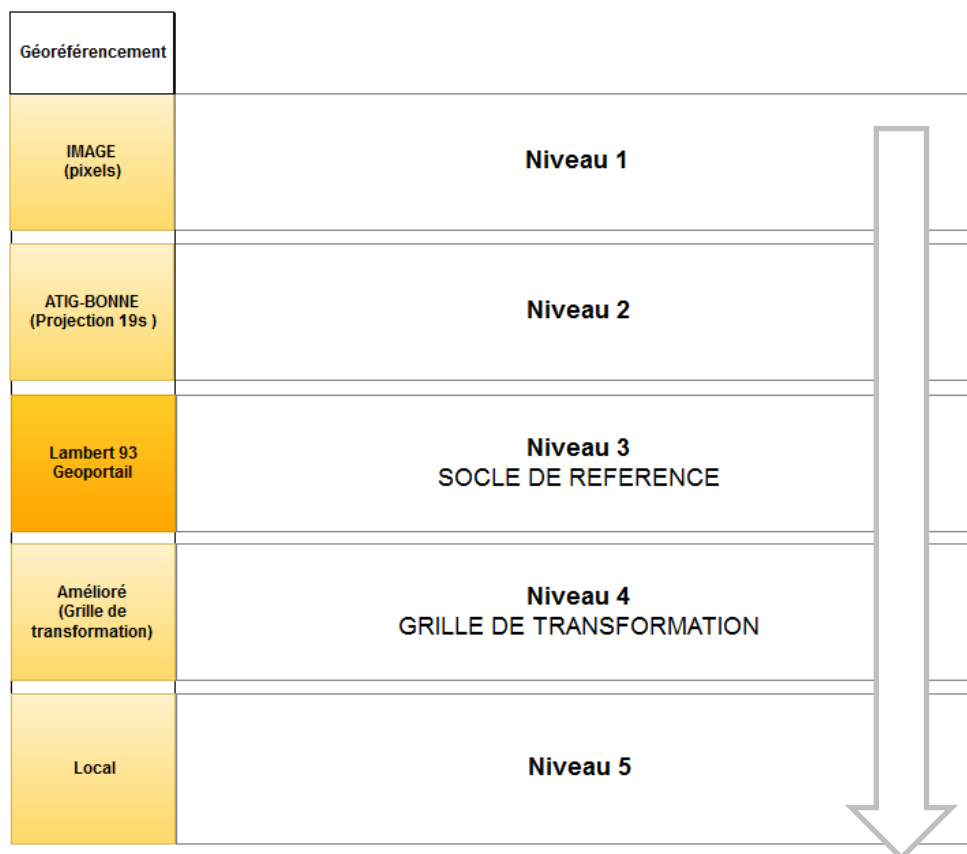 Géoréférencement
IMAGE
(pixels)
Niveau 1
ATIG-BONNE
(Projection 19s )
Niveau 2
Lambert 93
Geoportail
Niveau 3
SOCLE DE REFERENCE
Amélioré
(Grille de
transformation)
Niveau 4
GRILLE DE TRANSFORMATION
Local
Niveau 5